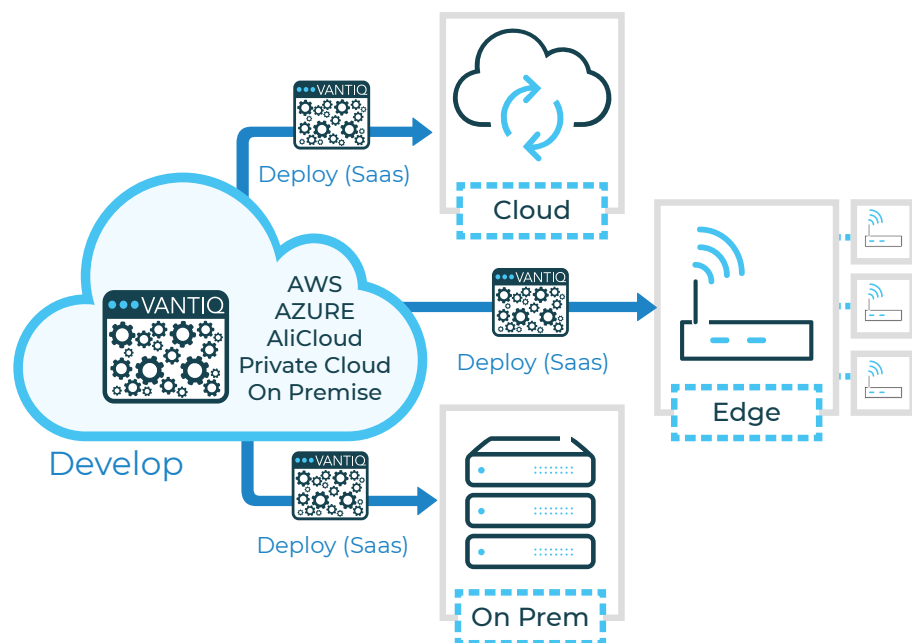 VANTIQ
Deploy (Saas)
Cloud
VANTIQ
AWS
AZURE
AliCloud
Private Cloud
On Premise
Develop
VANTIQ
Deploy (Saas)
Edge
VANTIQ
Deploy (Saas)
On Prem